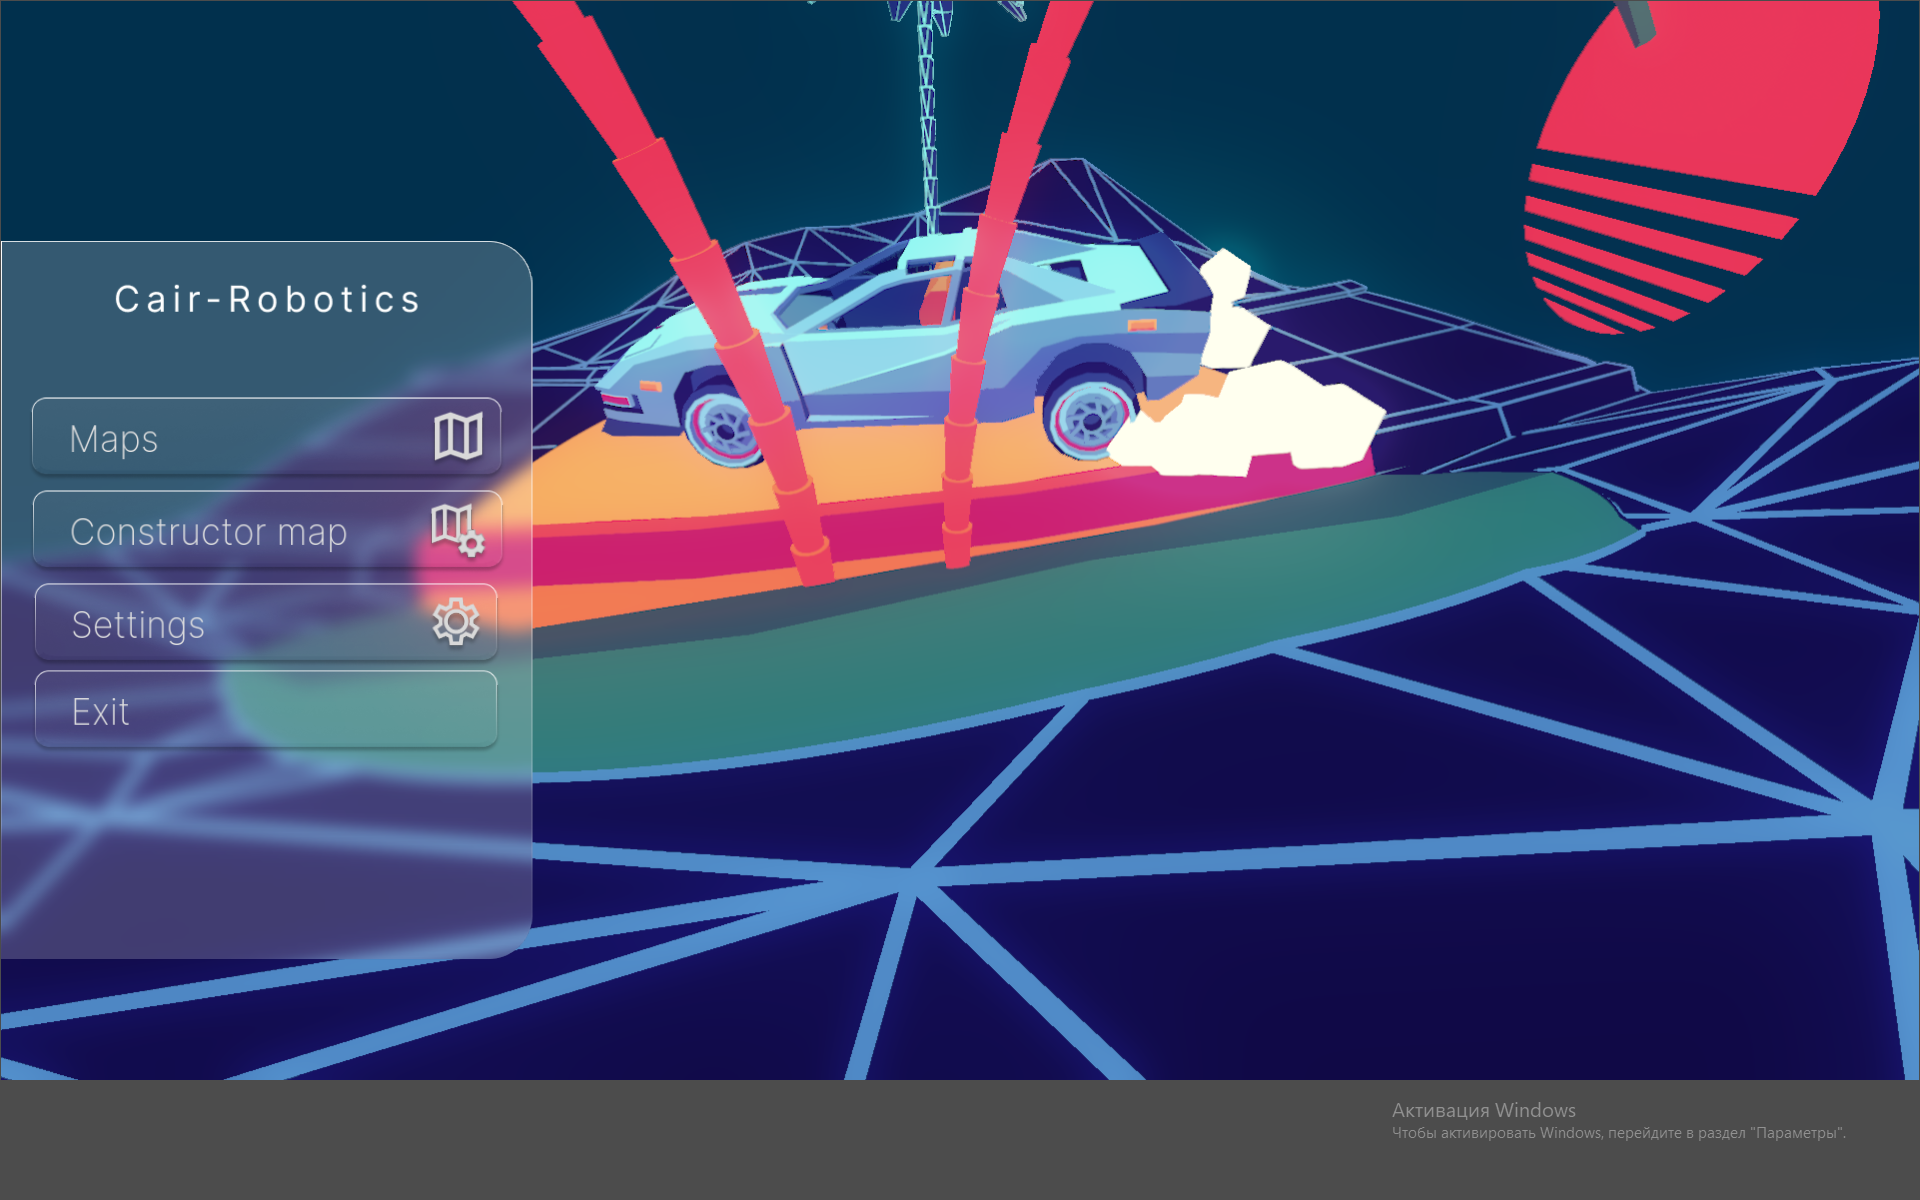 Cair-Robotics
Maps
Constructor map
Settings
Exit
Активация Windows
Чтобы активировать Windows, перейдите в раздел "Параметры".